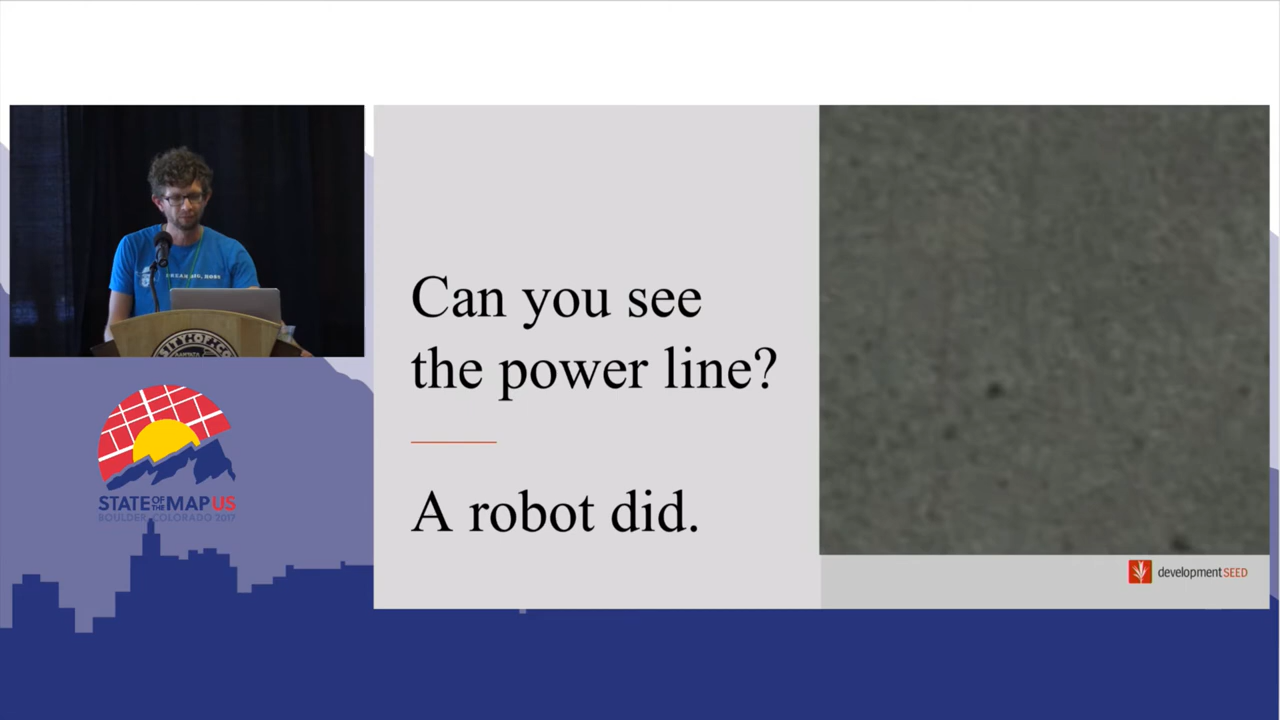 Can you see
the power line?
A robot did.
developmentSEED
STATE OF THE MAP US
BOULDER, COLORADO 2017